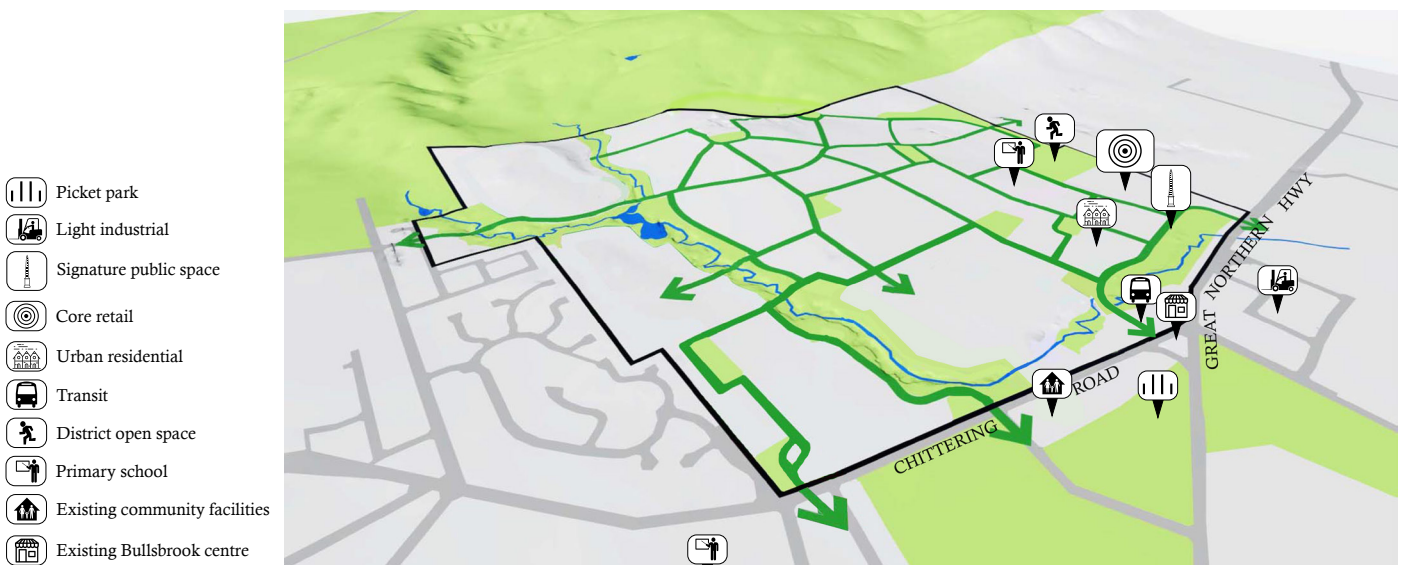 Picket park
Light industrial
Signature public space
Core retail
Urban residential
Transit
District open space
Primary school
Existing community facilities
Existing Bullsbrook centre
GREAT NORTHERN HWY
CHITTERING ROAD